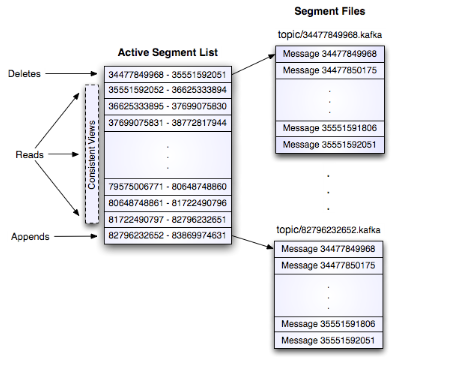 Segment Files
topic/34477849968.kafka
Active Segment List
Deletes
34477849968 - 35551592051
35551592052 - 36625333894
36625333895 - 37699075830
37699075831 - 38772817944
.
.
.
79575006771 - 80648748860
80648748861 - 81722490796
81722490797 - 82796232651
82796232652 - 83869974631
Consistent Views
Reads
Appends
Message 34477849968
Message 34477850175
.
.
.
Message 35551591806
Message 35551592051
.
.
.
topic/82796232652.kafka
Message 34477849968
Message 34477850175
.
.
.
Message 35551591806
Message 35551592051